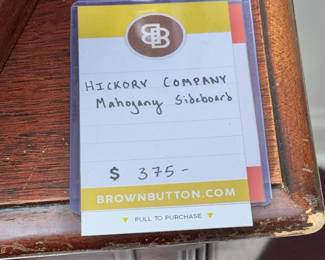 BB
HICKORY COMPANY
Mahogany Sideboard
$ 375-
BROWNBUTTON.COM
PULL TO PURCHASE